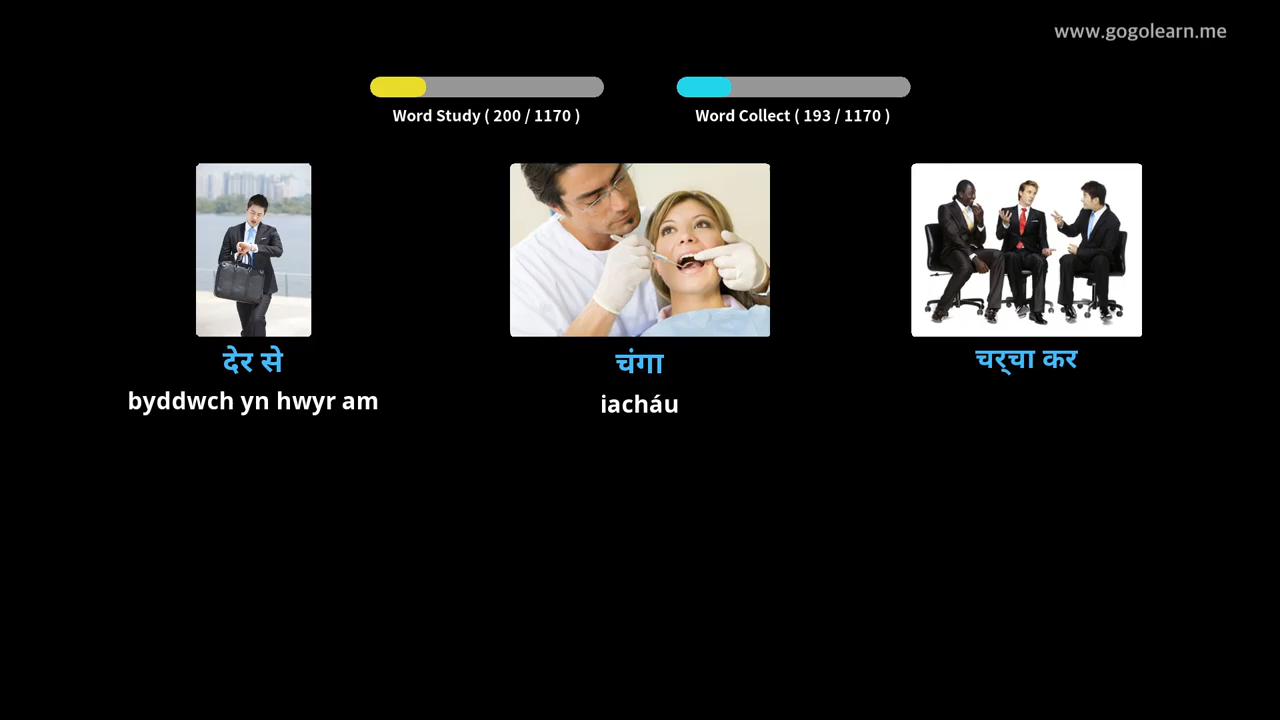 www.gogolearn.me
Word Study ( 200 / 1170 )
Word Collect ( 193 / 1170 )
देर से
चंगा
चर्‌चा कर
byddwch yn hwyr am
iacháu